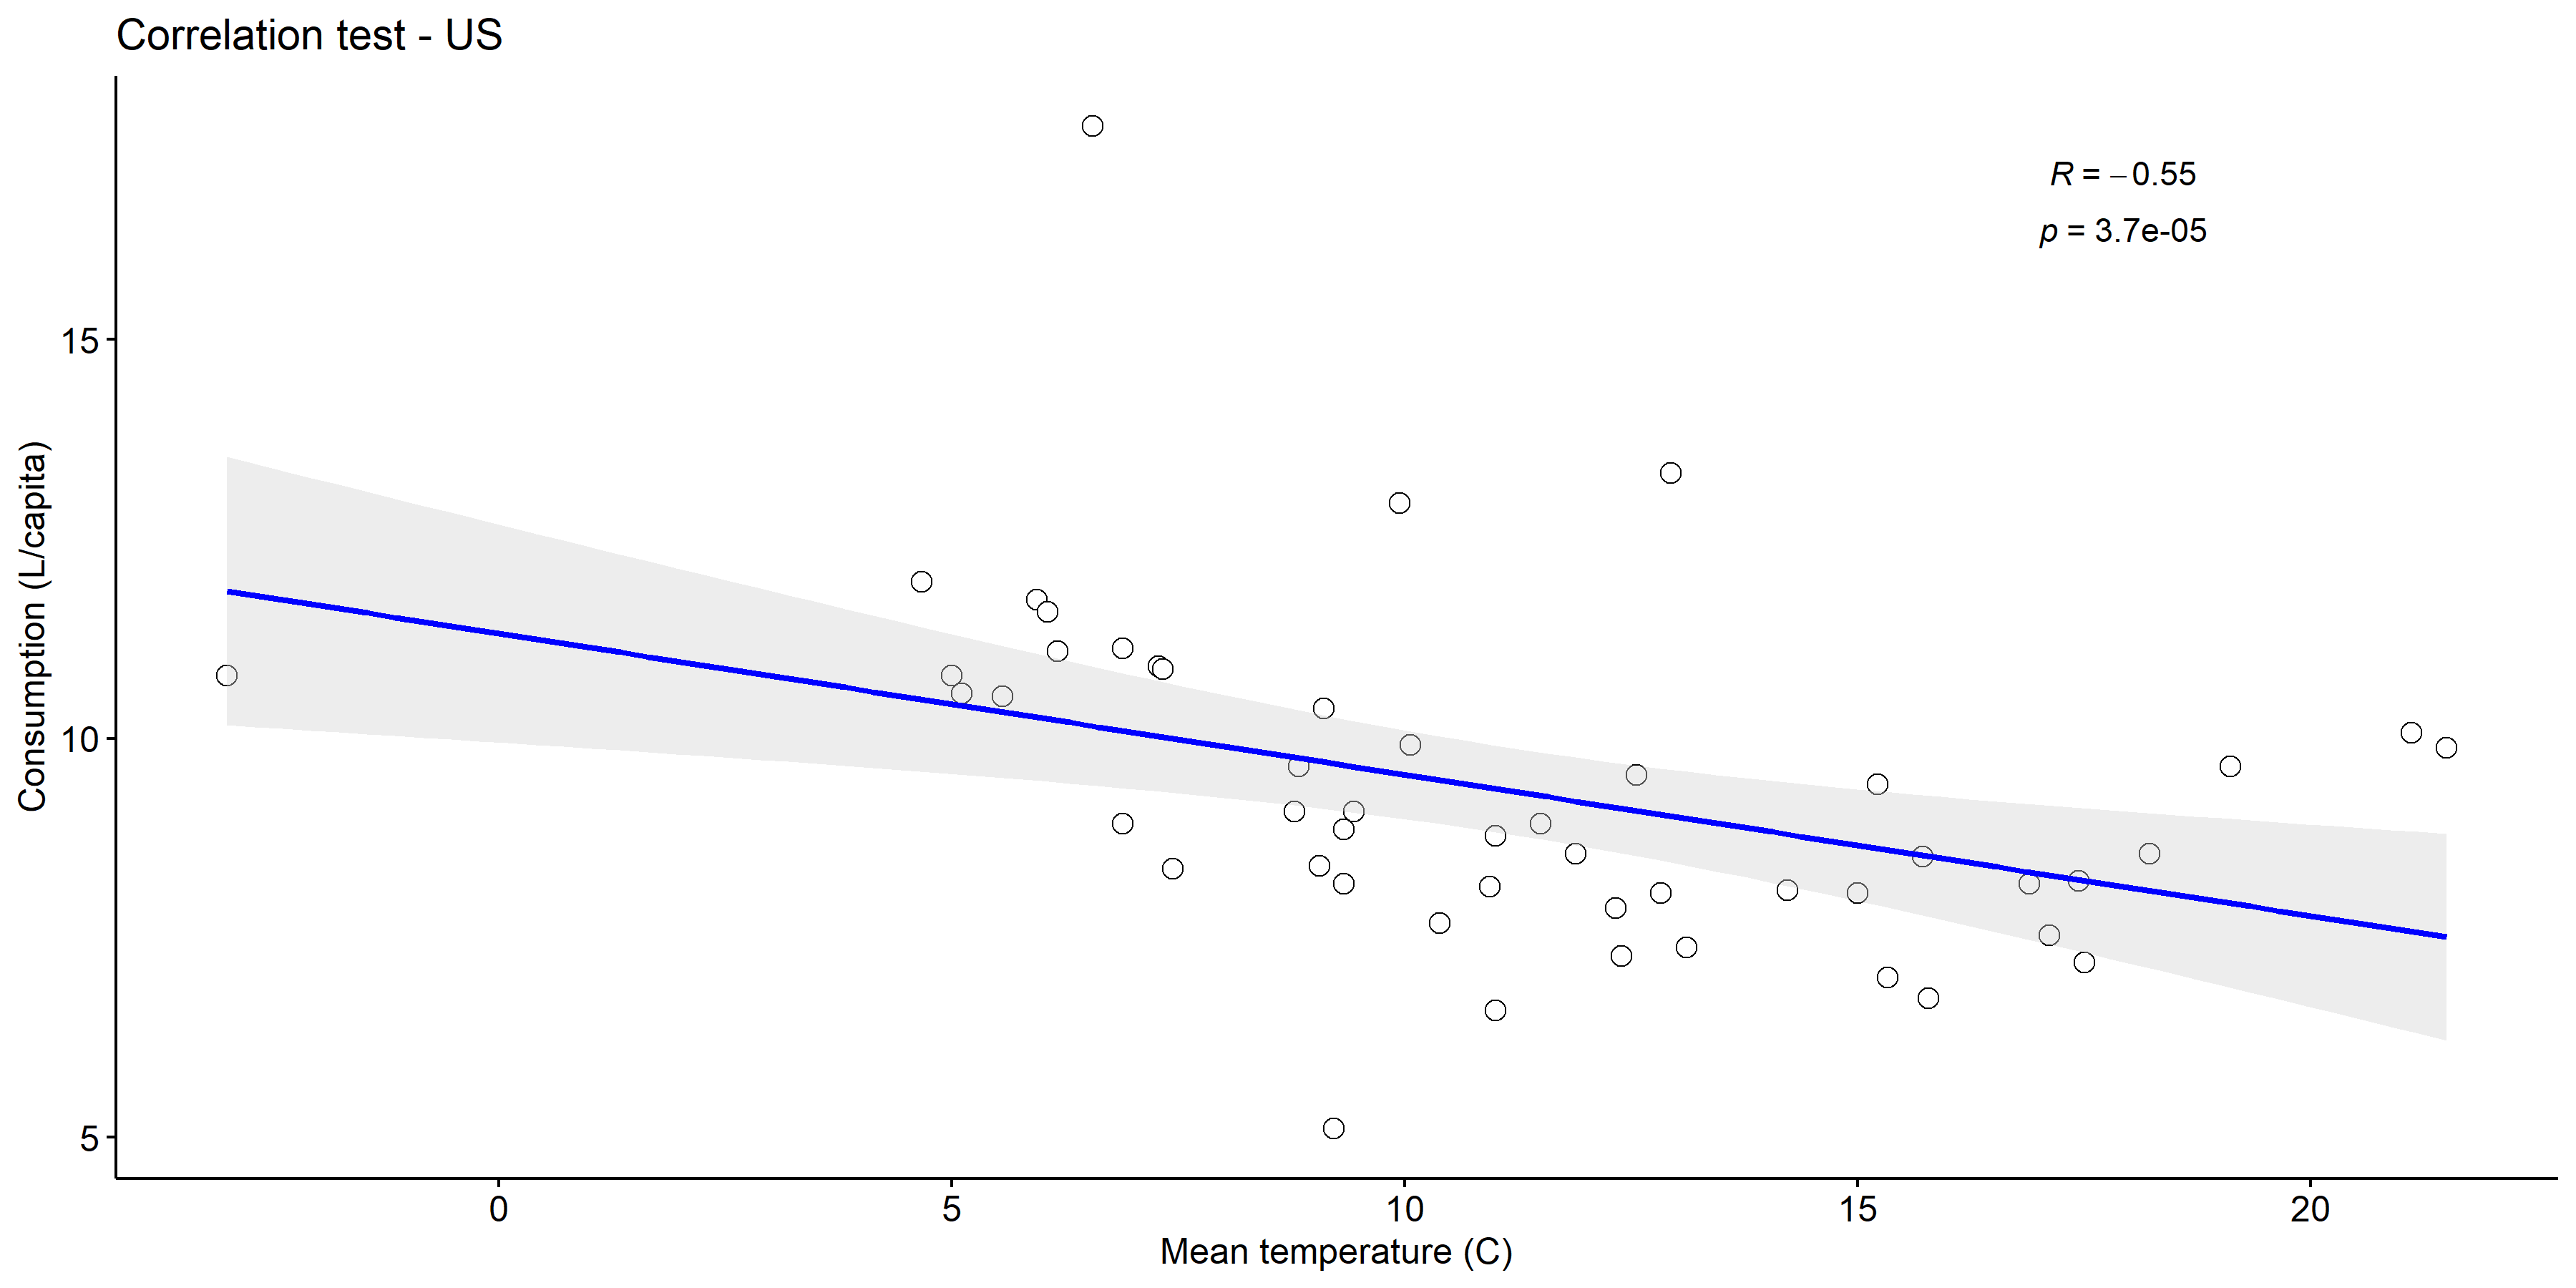 Correlation test - US
R = −0.55
p = 3.7e-05
15
10
5
Consumption (L/capita)
0 5 10 15 20
Mean temperature (C)